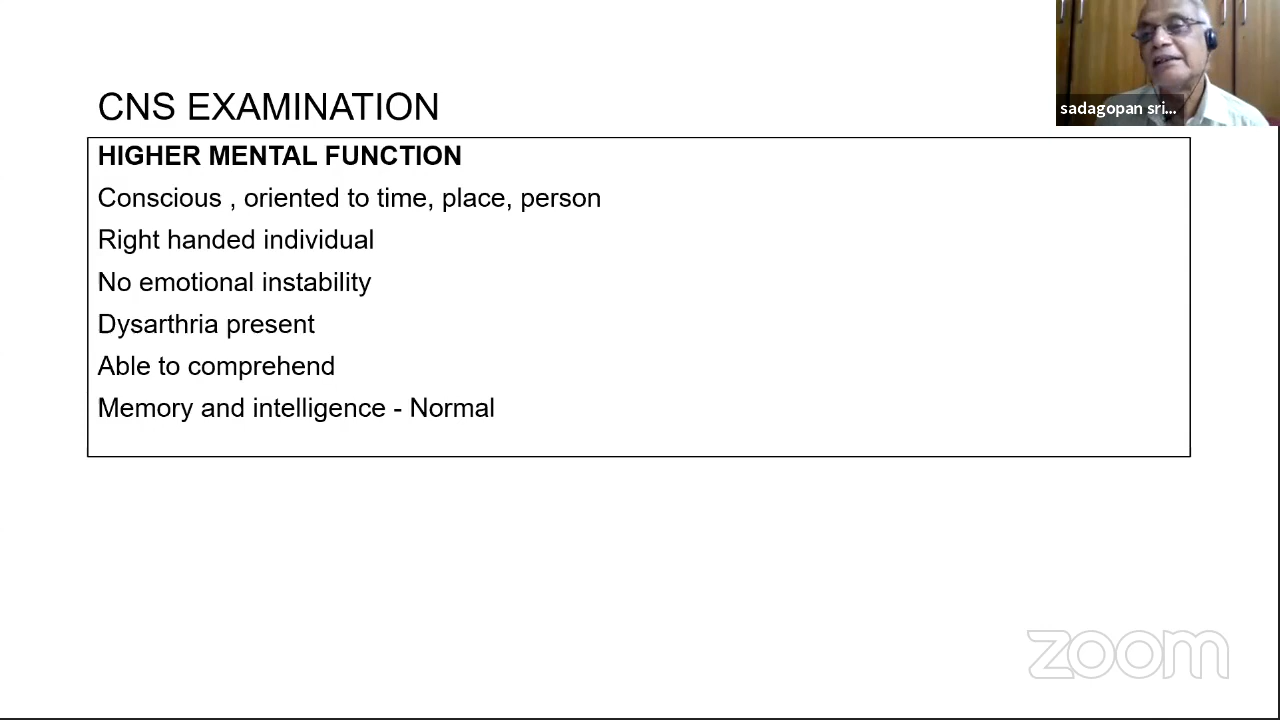 sadagopan sri...
CNS EXAMINATION
HIGHER MENTAL FUNCTION
Conscious , oriented to time, place, person
Right handed individual
No emotional instability
Dysarthria present
Able to comprehend
Memory and intelligence - Normal
zoom